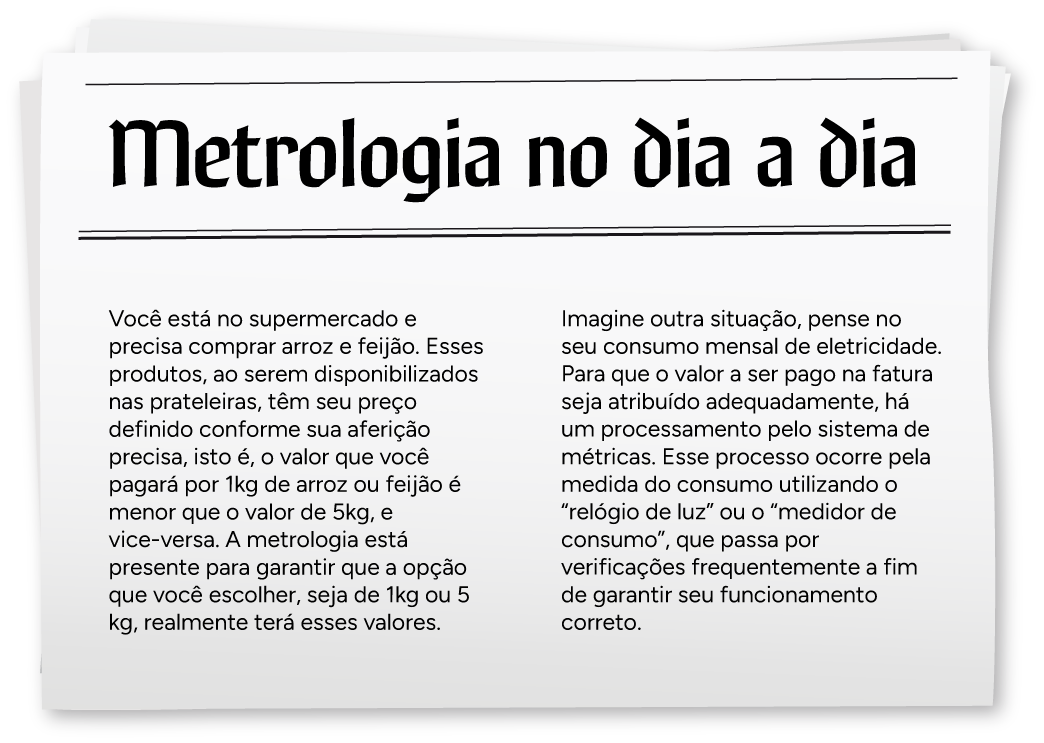 Metrologia no dia a dia
Você está no supermercado e
precisa comprar arroz e feijão. Esses
produtos, ao serem disponibilizados
nas prateleiras, têm seu preço
definido conforme sua aferição
precisa, isto é, o valor que você
pagará por 1kg de arroz ou feijão é
menor que o valor de 5kg, e
vice-versa. A metrologia está
presente para garantir que a opção
que você escolher, seja de 1kg ou 5
kg, realmente terá esses valores.
Imagine outra situação, pense no
seu consumo mensal de eletricidade.
Para que o valor a ser pago na fatura
seja atribuído adequadamente, há
um processamento pelo sistema de
métricas. Esse processo ocorre pela
medida do consumo utilizando o
“relógio de luz” ou o “medidor de
consumo”, que passa por
verificações frequentemente a fim
de garantir seu funcionamento
correto.